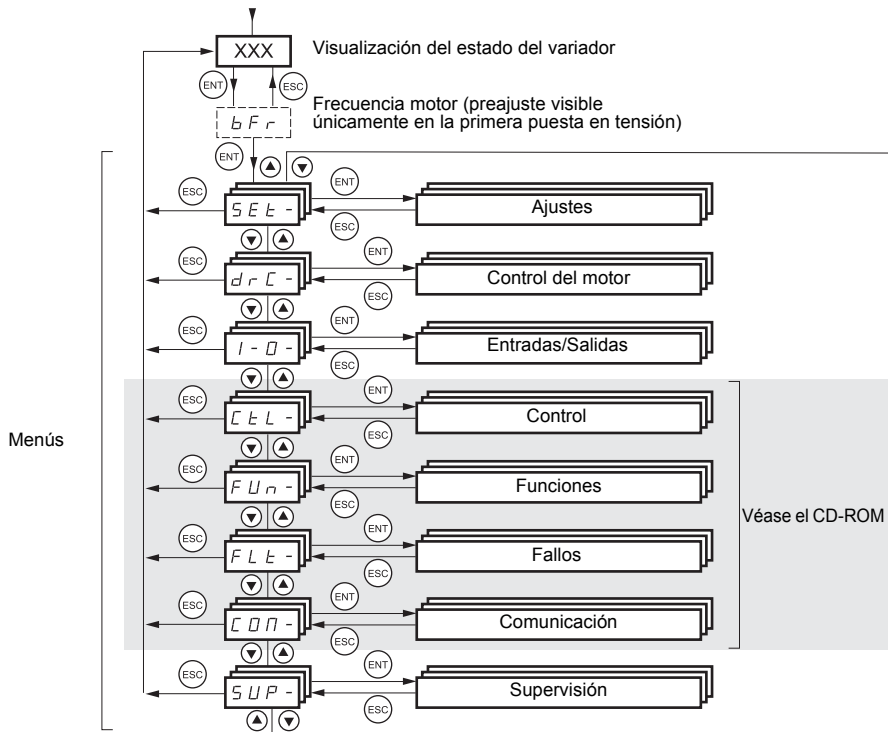 XXX
Visualización del estado del variador
ENT
ESC
bFr
Frecuencia motor (preajuste visible
únicamente en la primera puesta en tensión)
ENT
ESC
SEt-
ENT
Ajustes
ESC
ESC
drC-
ENT
Control del motor
ESC
ESC
I-O-
ENT
Entradas/Salidas
ESC
ESC
CtL-
ENT
Control
ESC
Menús
ESC
FUn-
ENT
Funciones
ESC
Véase el CD-ROM
ESC
FLt-
ENT
Fallos
ESC
ESC
COM-
ENT
Comunicación
ESC
ESC
SUP-
ENT
Supervisión
ESC